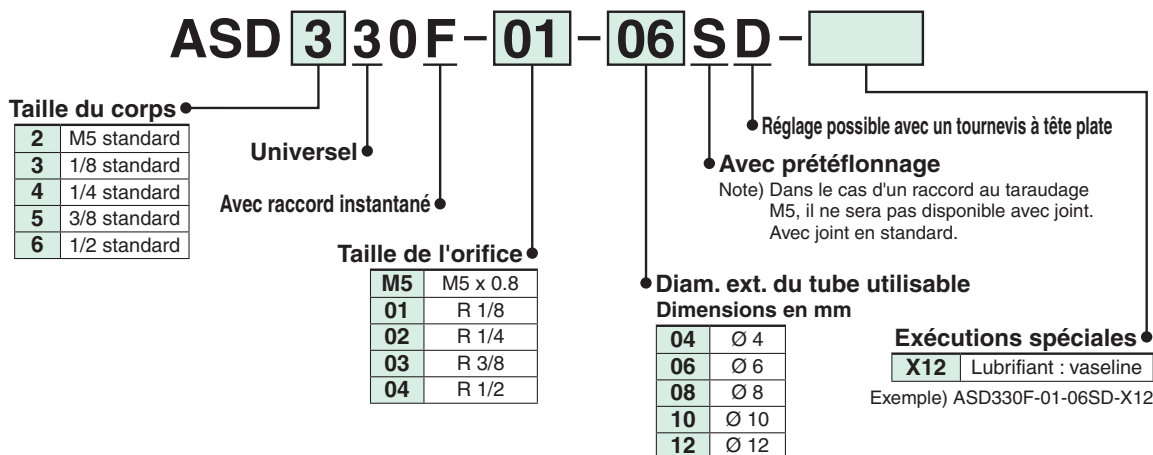 ASD 3 30F-01-06SD-
Taille du corps
2 M5 standard
3 1/8 standard
4 1/4 standard
5 3/8 standard
6 1/2 standard
Universel
Avec raccord instantané
Taille de l'orifice
M5 M5 x 0.8
01 R 1/8
02 R 1/4
03 R 3/8
04 R 1/2
Réglage possible avec un tournevis à tête plate
Avec prétéflonnage
Note) Dans le cas d'un raccord au taraudage
M5, il ne sera pas disponible avec joint.
Avec joint en standard.
Diam. ext. du tube utilisable
Dimensions en mm
04 Ø 4
06 Ø 6
08 Ø 8
10 Ø 10
12 Ø 12
Exécutions spéciales
X12 Lubrifiant : vaseline
Exemple) ASD330F-01-06SD-X12